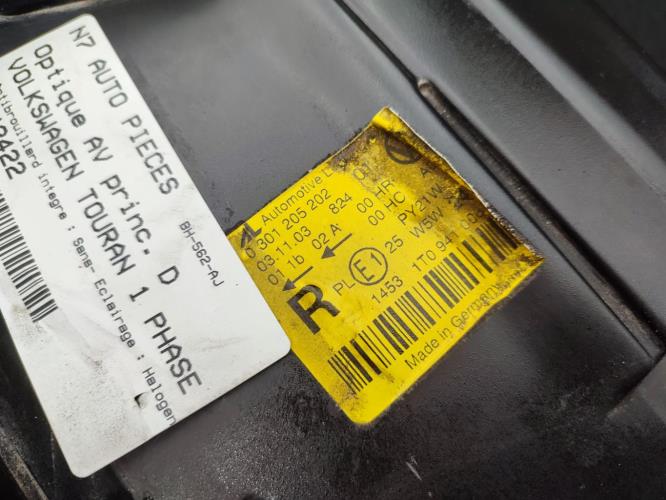 N7 AUTO PIECES
BH-562-AJ
Optique AV princ. D
VOLKSWAGEN TOURAN 1 PHASE
intégré : Sans- Eclairage : Halogen
Automotive
0 301 205 202
03.11.03 824
01 1b 02 A 00 HR
00 HC
R PL E1 25 PY21W
W5W
1453 1T0 941
Made in Germany